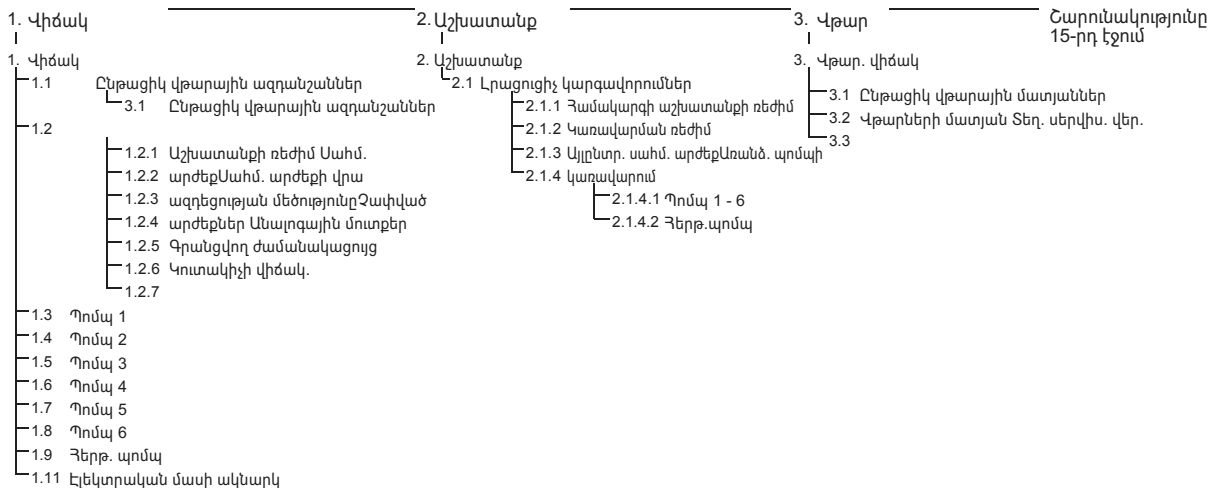 1. Վիճակ
2. Աշխատանք
3. Վթար
Շարունակությունը
15-րդ էջում
1. Վիճակ
1.1 Ընթացիկ վթարային ազդանշաններ
3.1 Ընթացիկ վթարային ազդանշաններ
1.2
1.2.1 Աշխատանքի ռեժիմ Սահմ.
1.2.2 արժեքՍահմ. արժեքի վրա
1.2.3 ազդեցության մեծությունըՉափված
1.2.4 արժեքներ Անալոգային մուտքեր
1.2.5 Գրանցվող ժամանակացույց
1.2.6 Կուտակիչի վիճակ.
1.2.7
1.3 Պոմպ 1
1.4 Պոմպ 2
1.5 Պոմպ 3
1.6 Պոմպ 4
1.7 Պոմպ 5
1.8 Պոմպ 6
1.9 Հերթ. պոմպ
1.11 Էլեկտրական մասի ակնարկ
2. Աշխատանք
2.1 Լրացուցիչ կարգավորումներ
2.1.1 Համակարգի աշխատանքի ռեժիմ
2.1.2 Կառավարման ռեժիմ
2.1.3 Այլընտր. սահմ. արժեքԱռանձ. պոմպի
2.1.4 կառավարում
2.1.4.1 Պոմպ 1 - 6
2.1.4.2 Հերթ.պոմպ
3. Վթար. վիճակ
3.1 Ընթացիկ վթարային մատյաններ
3.2 Վթարների մատյան Տեղ. սերվիս. վեր.
3.3